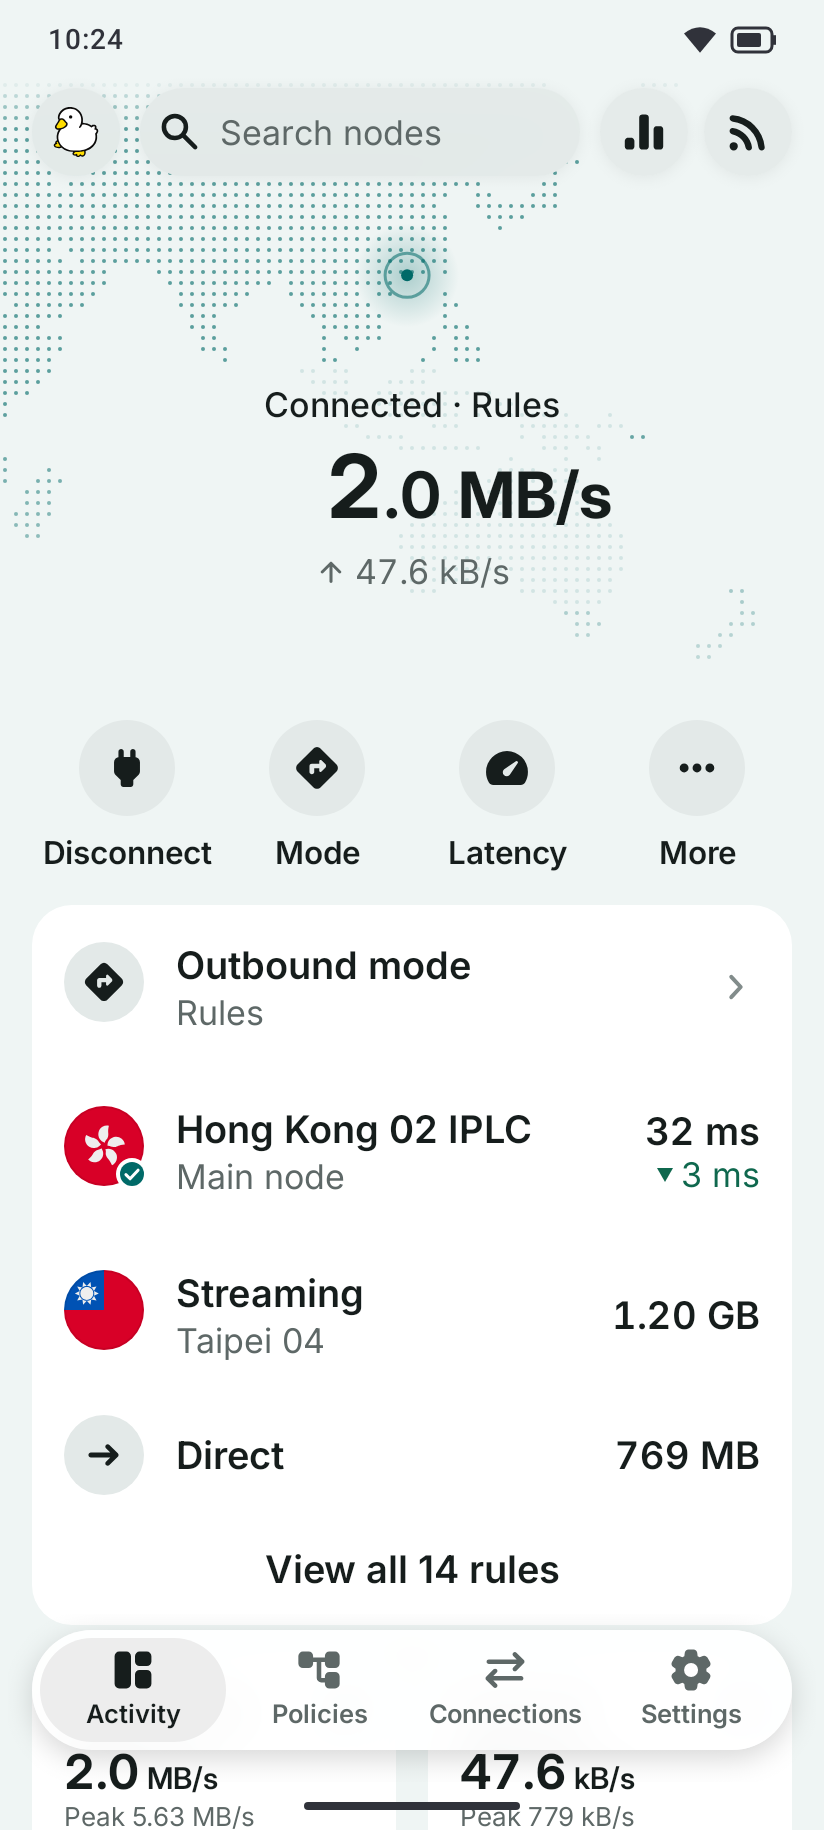 10:24
Search nodes
Connected · Rules
2.0 MB/s
↑ 47.6 kB/s
Disconnect
Mode
Latency
More
Outbound mode
Rules
Hong Kong 02 IPLC
32 ms
Main node
▼3 ms
Streaming
1.20 GB
Taipei 04
Direct
769 MB
View all 14 rules
Activity
Policies
Connections
Settings
2.0 MB/s
47.6 kB/s
Peak 5.63 MB/s
Peak 779 kB/s